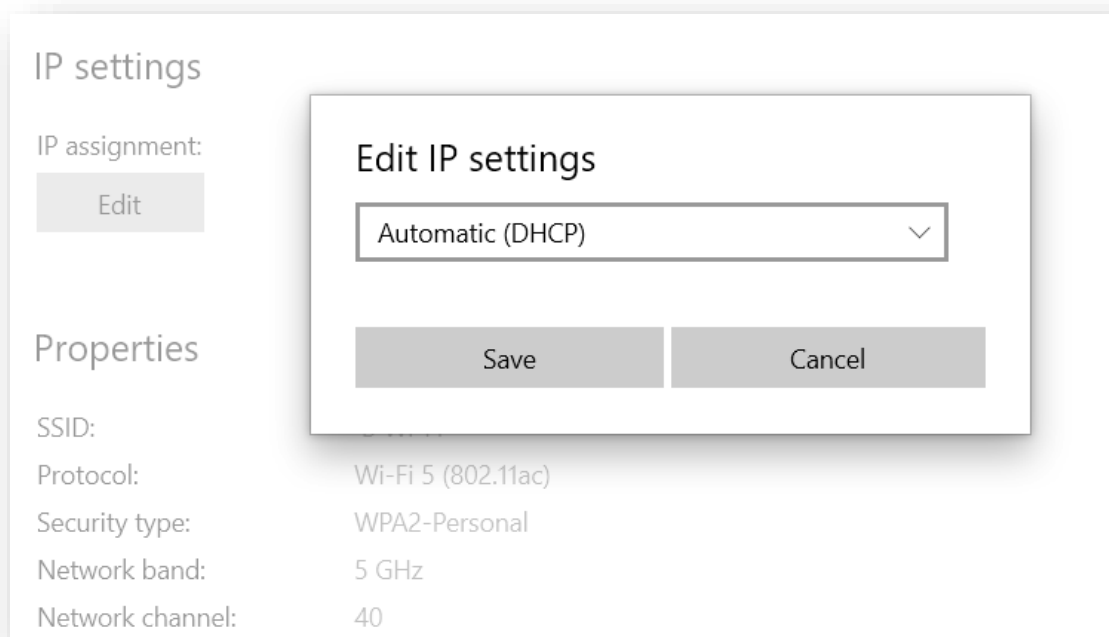 IP settings
IP assignment:
Edit
Edit IP settings
Automatic (DHCP)
Save
Cancel
Properties
SSID:
Protocol: Wi-Fi 5 (802.11ac)
Security type: WPA2-Personal
Network band: 5 GHz
Network channel: 40